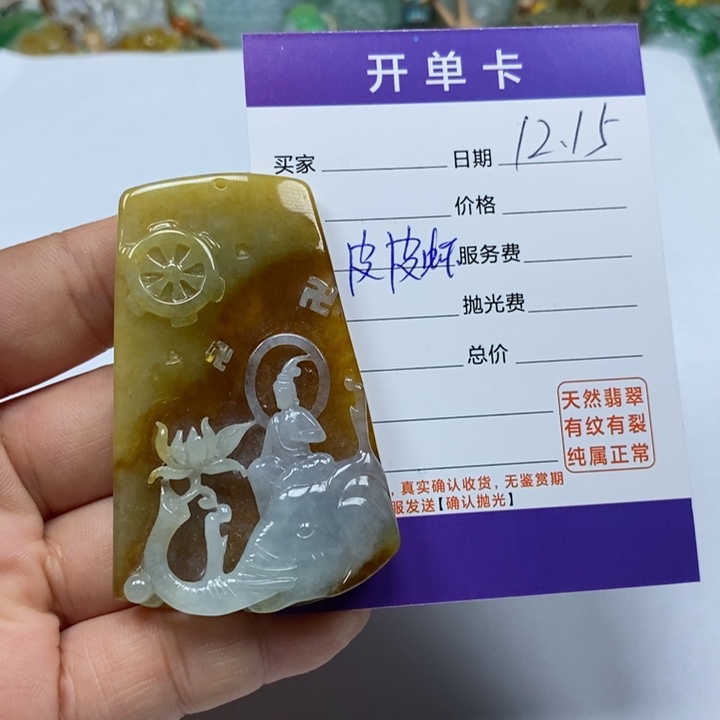 开单卡
买家 日期 12.15
价格
皮皮虾 服务费
抛光费
总价
天然翡翠
有纹有裂
纯属正常
，真实确认收货，无鉴赏期
服发送【确认抛光】